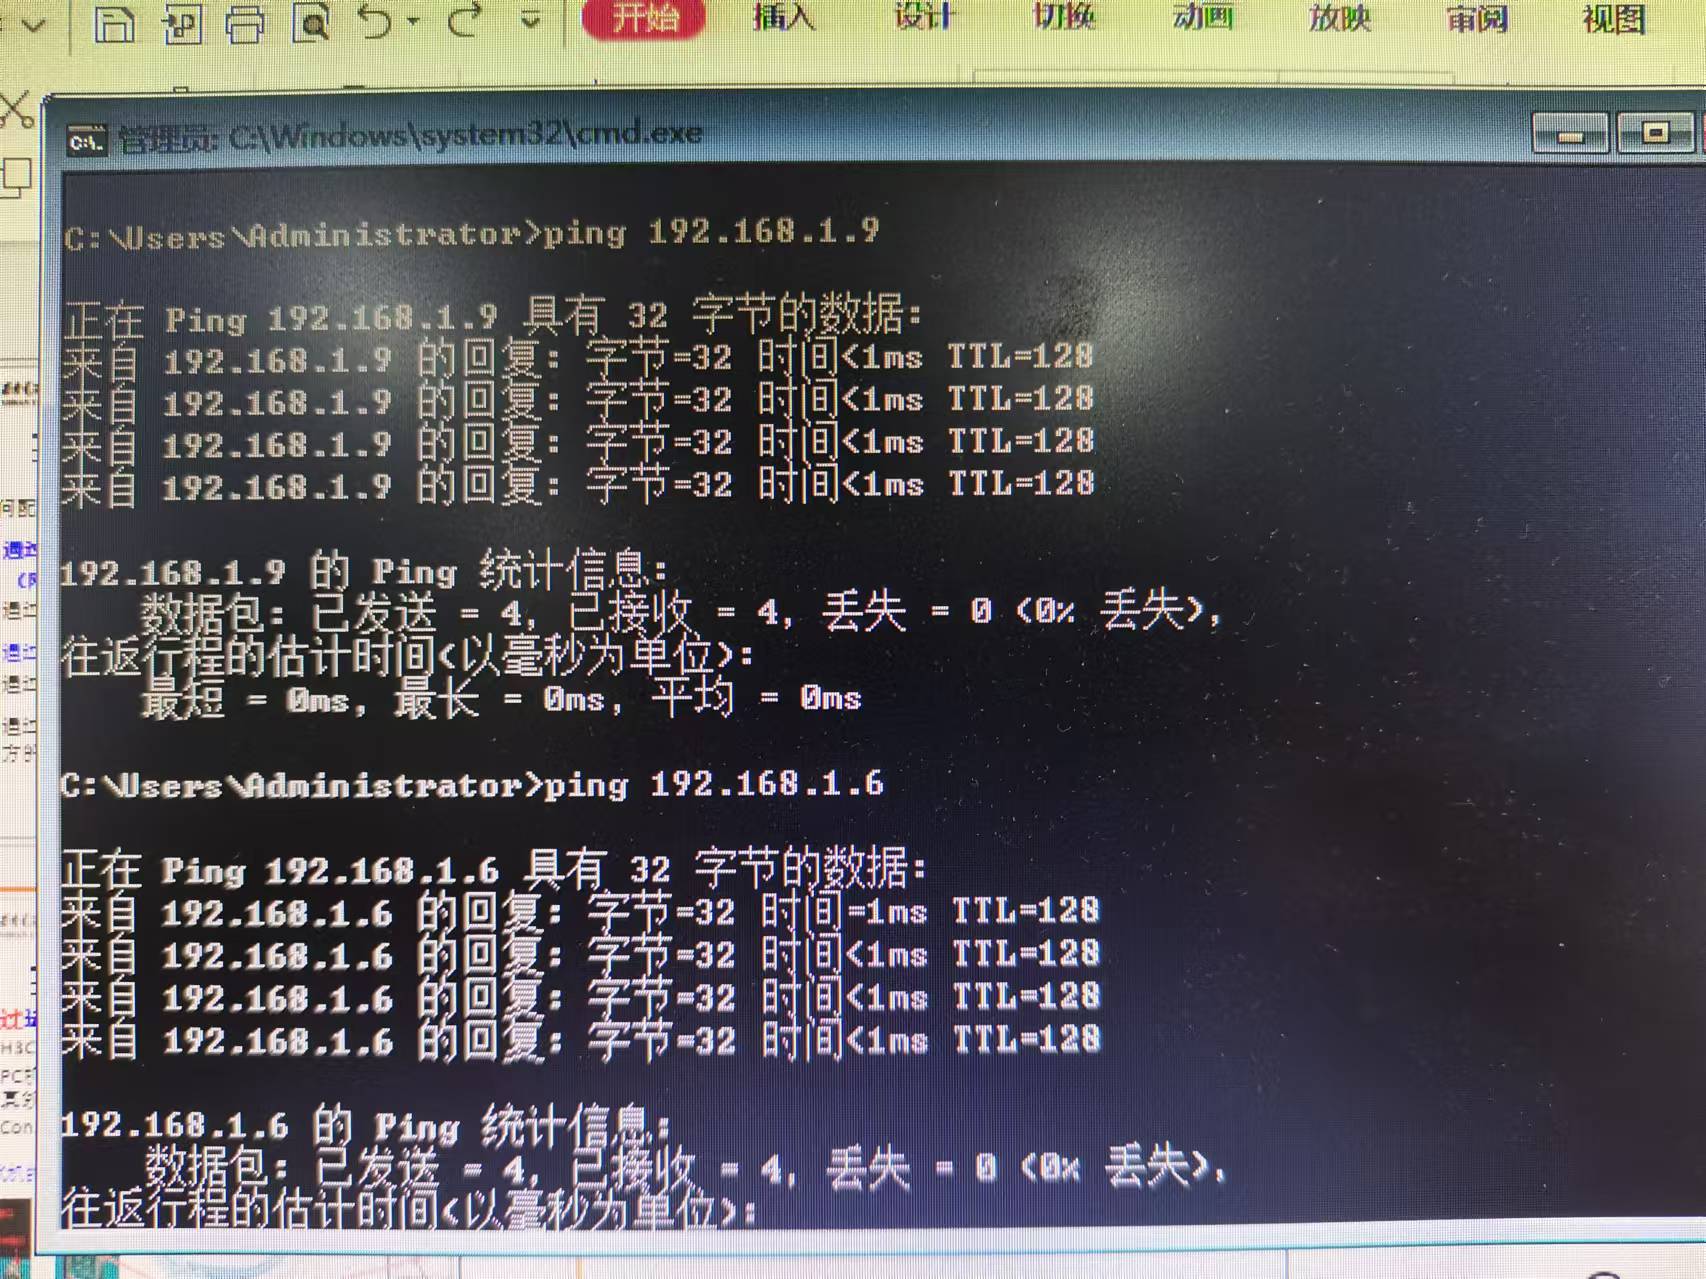 开始 插入 设计 切换 动画 放映 审阅 视图
管理员: C:\Windows\system32\cmd.exe
C:\Users\Administrator>ping 192.168.1.9
正在 Ping 192.168.1.9 具有 32 字节的数据:
来自 192.168.1.9 的回复: 字节=32 时间<1ms TTL=128
来自 192.168.1.9 的回复: 字节=32 时间<1ms TTL=128
来自 192.168.1.9 的回复: 字节=32 时间<1ms TTL=128
来自 192.168.1.9 的回复: 字节=32 时间<1ms TTL=128
192.168.1.9 的 Ping 统计信息:
数据包: 已发送 = 4, 已接收 = 4, 丢失 = 0 (0% 丢失),
往返行程的估计时间(以毫秒为单位):
最短 = 0ms, 最长 = 0ms, 平均 = 0ms
C:\Users\Administrator>ping 192.168.1.6
正在 Ping 192.168.1.6 具有 32 字节的数据:
来自 192.168.1.6 的回复: 字节=32 时间=1ms TTL=128
来自 192.168.1.6 的回复: 字节=32 时间<1ms TTL=128
来自 192.168.1.6 的回复: 字节=32 时间<1ms TTL=128
来自 192.168.1.6 的回复: 字节=32 时间<1ms TTL=128
192.168.1.6 的 Ping 统计信息:
数据包: 已发送 = 4, 已接收 = 4, 丢失 = 0 (0% 丢失),
往返行程的估计时间(以毫秒为单位):